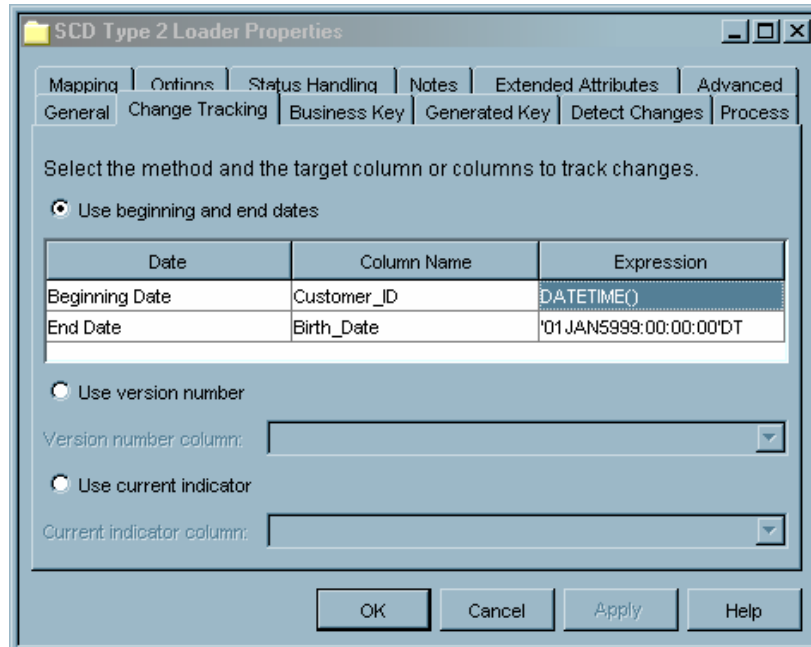 SCD Type 2 Loader Properties
Mapping Options Status Handling Notes Extended Attributes Advanced
General Change Tracking Business Key Generated Key Detect Changes Process
Select the method and the target column or columns to track changes.
Use beginning and end dates
Date Column Name Expression
Beginning Date Customer_ID DATETIME()
End Date Birth_Date '01JAN5999:00:00:00'DT
Use version number
Version number column:
Use current indicator
Current indicator column:
OK Cancel Apply Help